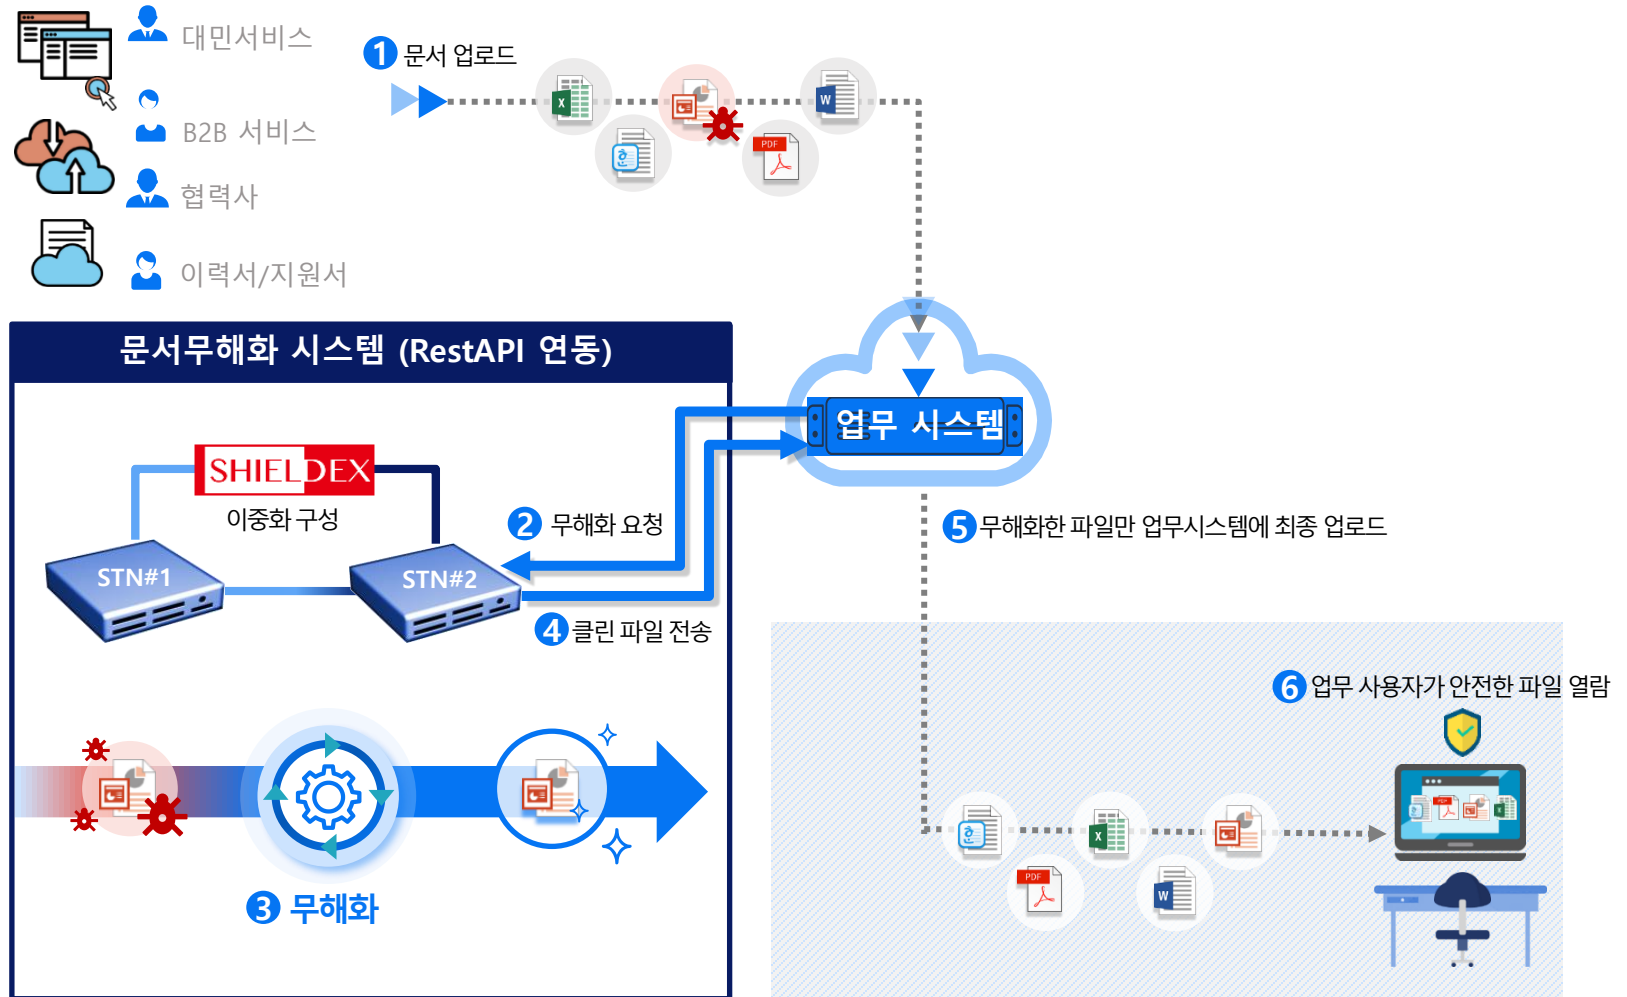 대민서비스
B2B 서비스
협력사
이력서/지원서
1 문서 업로드
X
W
한
PDF
문서무해화 시스템 (RestAPI 연동)
업무 시스템
SHIELDEX
이중화 구성
STN#1
STN#2
2 무해화 요청
4 클린 파일 전송
3 무해화
5 무해화한 파일만 업무시스템에 최종 업로드
6 업무 사용자가 안전한 파일 열람
X
PDF
W